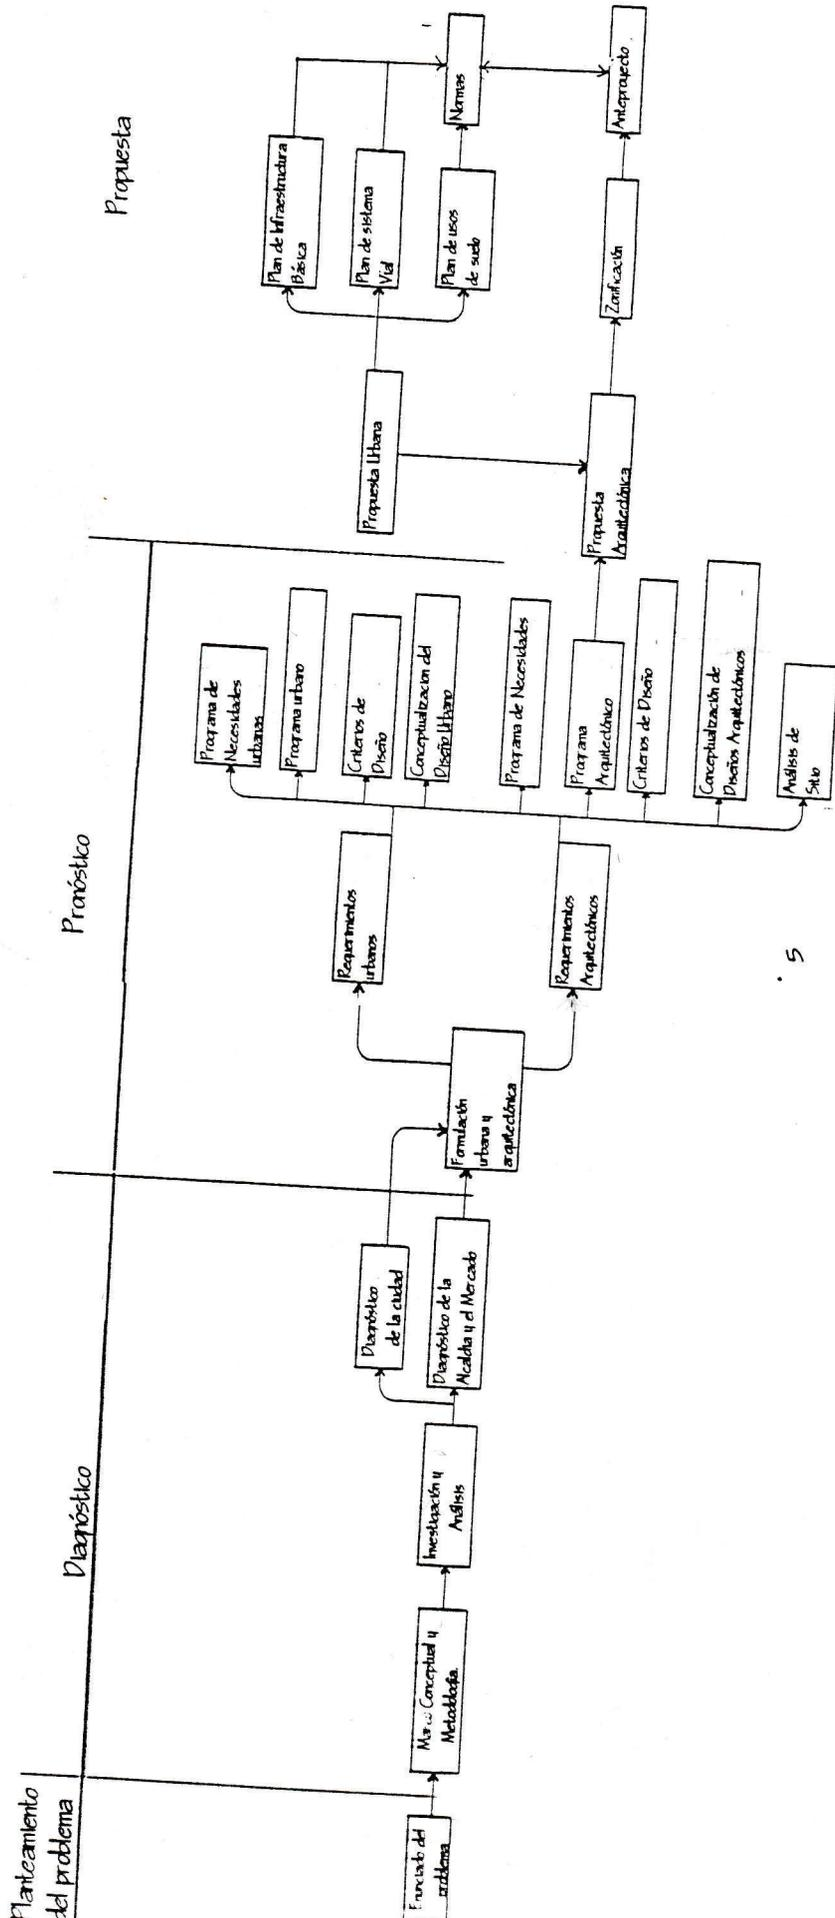 Planteamiento
del problema
Diagnóstico
Pronóstico
Propuesta
Enunciado del
problema
Marco Conceptual y
Metodología.
Investigación y
Análisis
Diagnóstico
de la ciudad
Diagnóstico de la
Alcaldía y el Mercado
Formulación
urbana y
arquitectónica
Requerimientos
urbanos
Requerimientos
Arquitectónicos
Programa de
Necesidades
urbanas
Programa urbano
Criterios de
Diseño
Conceptualización del
Diseño Urbano
Programa de Necesidades
Programa
Arquitectónico
Criterios de Diseño
Conceptualización de
Diseños Arquitectónicos
Análisis de
Sitio
Propuesta Urbana
Propuesta
Arquitectónica
Plan de Infraestructura
Básica
Plan de sistema
Vial
Plan de usos
de suelo
Zonificación
Normas
Anteproyecto
5